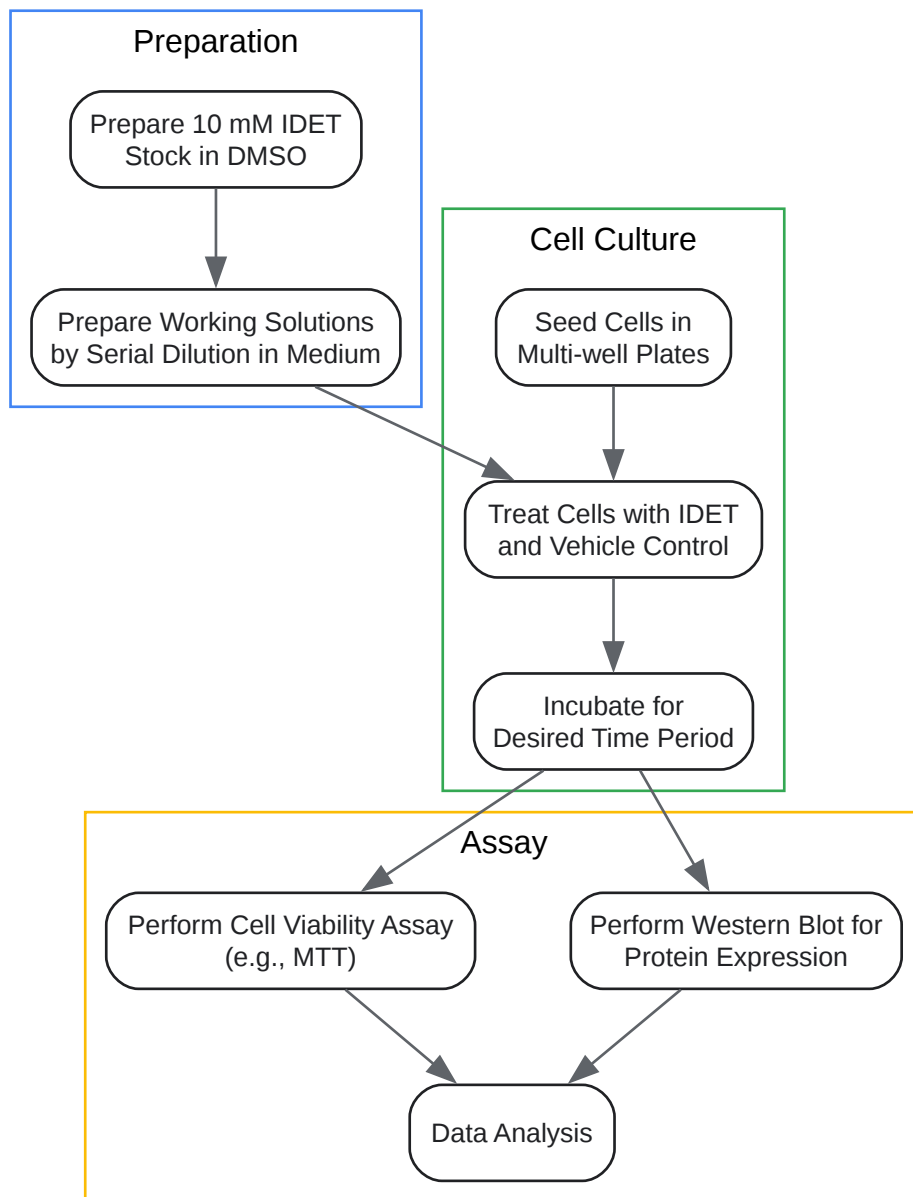 Preparation
Prepare 10 mM IDET
Stock in DMSO
Prepare Working Solutions
by Serial Dilution in Medium
Cell Culture
Seed Cells in
Multi-well Plates
Treat Cells with IDET
and Vehicle Control
Incubate for
Desired Time Period
Assay
Perform Cell Viability Assay
(e.g., MTT)
Perform Western Blot for
Protein Expression
Data Analysis